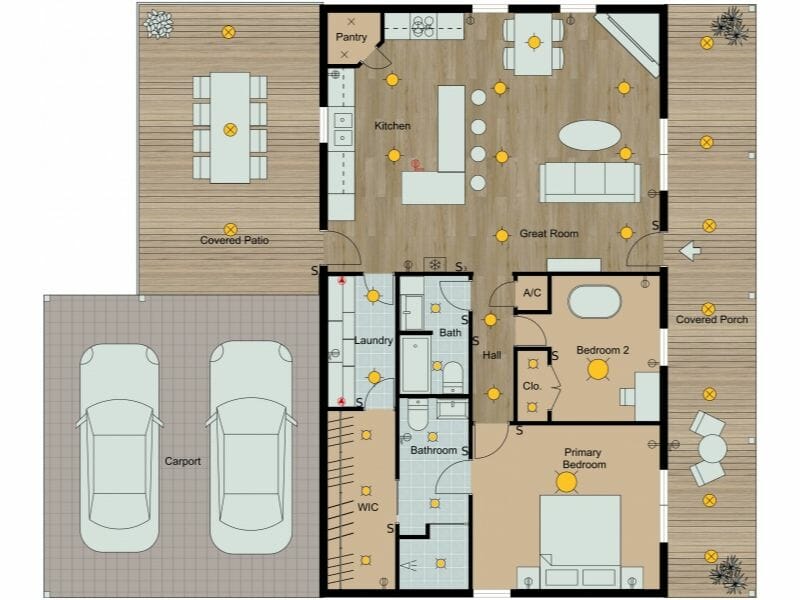 Pantry
Kitchen
Covered Patio
Great Room
S
S
S
A/C
Covered Porch
Laundry
Bath
S
S
Hall
S
Bedroom 2
Clo.
S
S
Carport
Bathroom
S
Primary
Bedroom
WIC
S